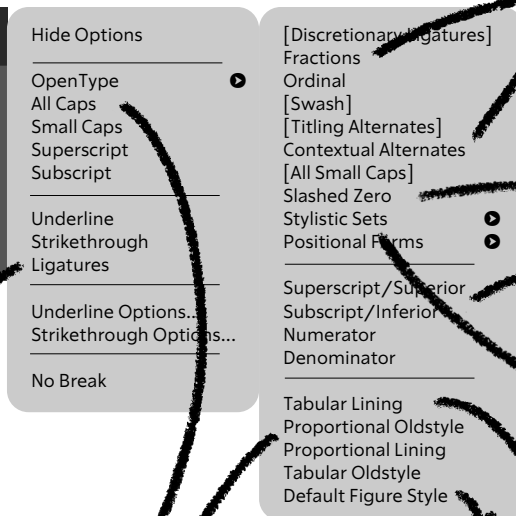 Hide Options
OpenType
All Caps
Small Caps
Superscript
Subscript
Underline
Strikethrough
Ligatures
Underline Options...
Strikethrough Options...
No Break
[Discretionary Ligatures]
Fractions
Ordinal
[Swash]
[Titling Alternates]
Contextual Alternates
[All Small Caps]
Slashed Zero
Stylistic Sets
Positional Forms
Superscript/Superior
Subscript/Inferior
Numerator
Denominator
Tabular Lining
Proportional Oldstyle
Proportional Lining
Tabular Oldstyle
Default Figure Style